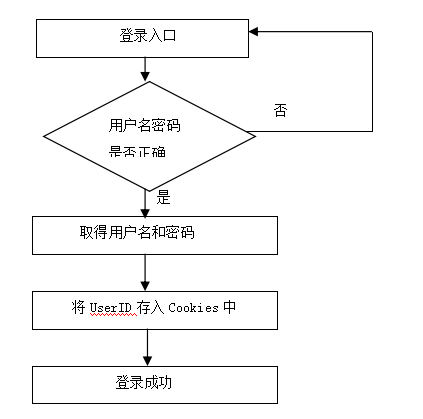 登录入口
用户名密码
是否正确
否
是
取得用户名和密码
将 UserID 存入 Cookies 中
登录成功